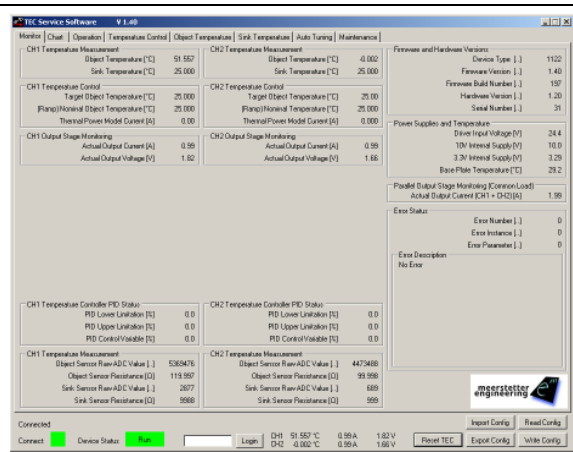 TEC Service Software V 1.40
Monitor Chart Operation Temperature Control Object Temperature Sink Temperature Auto Tuning Maintenance
CH1 Temperature Measurement
Object Temperature [°C] 51.557
Sink Temperature [°C] 25.000
CH1 Temperature Control
Target Object Temperature [°C] 25.000
(Ramp) Nominal Object Temperature [°C] 25.000
Thermal Power Model Current [A] 0.00
CH1 Output Stage Monitoring
Actual Output Current [A] 0.99
Actual Output Voltage [V] 1.82
CH1 Temperature Controller PID Status
PID Lower Limitation [%] 0.0
PID Upper Limitation [%] 0.0
PID Control Variable [%] 0.0
CH1 Temperature Measurement
Object Sensor Raw ADC Value [..] 5369476
Object Sensor Resistance [Ω] 119.997
Sink Sensor Raw ADC Value [..] 2877
Sink Sensor Resistance [Ω] 9988
CH2 Temperature Measurement
Object Temperature [°C] -0.002
Sink Temperature [°C] 25.000
CH2 Temperature Control
Target Object Temperature [°C] 25.00
(Ramp) Nominal Object Temperature [°C] 25.000
Thermal Power Model Current [A] 0.000
CH2 Output Stage Monitoring
Actual Output Current [A] 0.99
Actual Output Voltage [V] 1.66
CH2 Temperature Controller PID Status
PID Lower Limitation [%] 0.0
PID Upper Limitation [%] 0.0
PID Control Variable [%] 0.0
CH2 Temperature Measurement
Object Sensor Raw ADC Value [..] 4473488
Object Sensor Resistance [Ω] 99.998
Sink Sensor Raw ADC Value [..] 689
Sink Sensor Resistance [Ω] 999
Firmware and Hardware Versions
Device Type [..] 1122
Firmware Version [..] 1.40
Firmware Build Number [..] 197
Hardware Version [..] 1.20
Serial Number [..] 31
Power Supplies and Temperature
Driver Input Voltage [V] 24.4
10V Internal Supply [V] 10.0
3.3V Internal Supply [V] 3.29
Base Plate Temperature [°C] 29.2
Parallel Output Stage Monitoring (Common Load)
Actual Output Current (CH1 + CH2) [A] 1.99
Error Status
Error Number [..] 0
Error Instance [..] 0
Error Parameter [..] 0
Error Description
No Error
meerstetter
engineering
Connected
Connect Device Status Run Login
CH1 51.557 °C 0.99 A 1.82 V
CH2 -0.002 °C 0.99 A 1.66 V
Import Config Read Config
Reset TEC Export Config Write Config